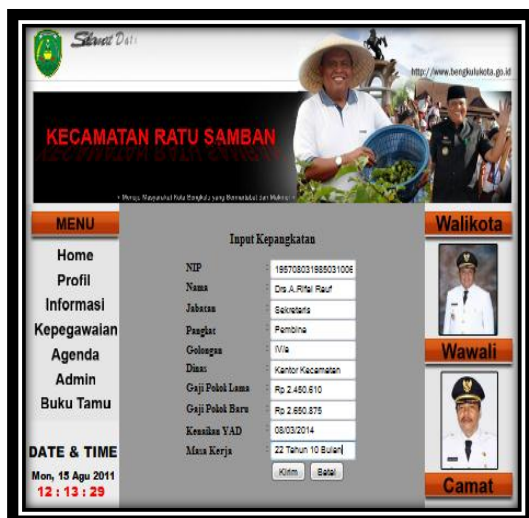 Selamat Dat
http://www.bengkulukota.go.id
KECAMATAN RATU SAMBAN
MENU
Home
Profil
Informasi
Kepegawaian
Agenda
Admin
Buku Tamu
DATE & TIME
Mon, 15 Agu 2011
12 : 13 : 29
Input Kepangkatan
NIP : 195708031985031006
Nama : Drs.A.Rifai Rauf
Jabatan : Sekretaris
Pangkat : Pembina
Golongan : IV/a
Dinas : Kantor Kecamatan
Gaji Pokok Lama : Rp 2.450.610
Gaji Pokok Baru : Rp 2.650.875
Kenaikan YAD : 08/03/2014
Masa Kerja : 22 Tahun 10 Bulan
Kirim Batal
Walikota
Wawali
Camat